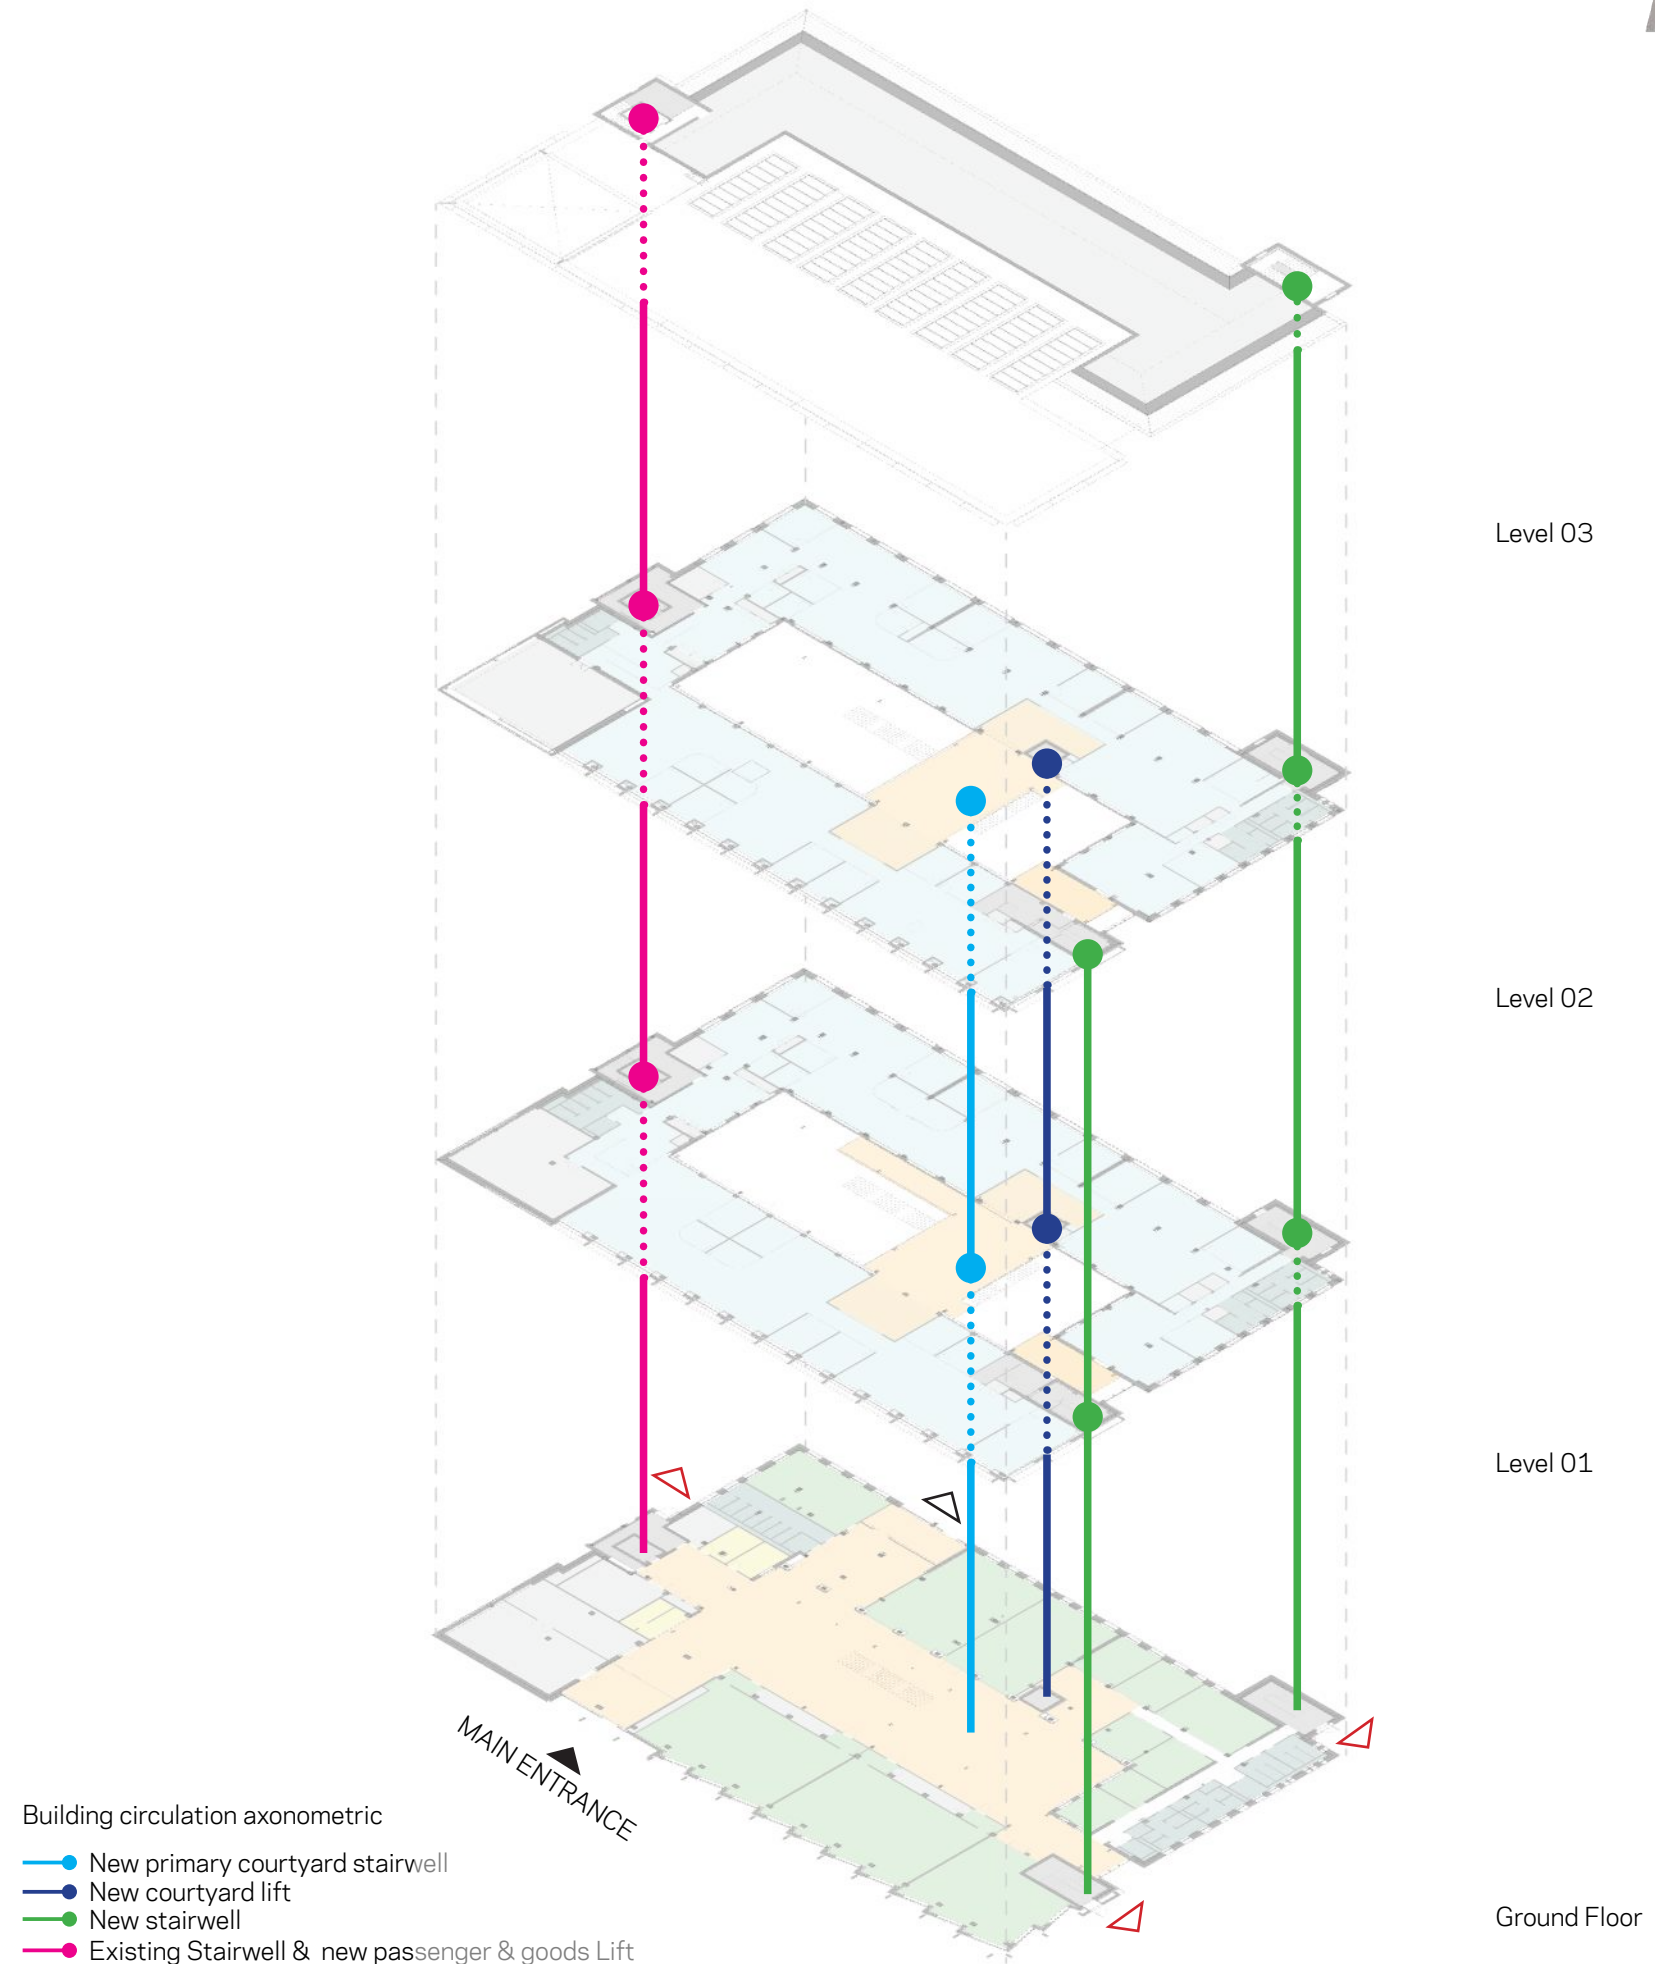 Level 03
Level 02
Level 01
MAIN ENTRANCE
Building circulation axonometric
New primary courtyard stairwell
New courtyard lift
New stairwell
Existing Stairwell & new passenger & goods Lift
Ground Floor